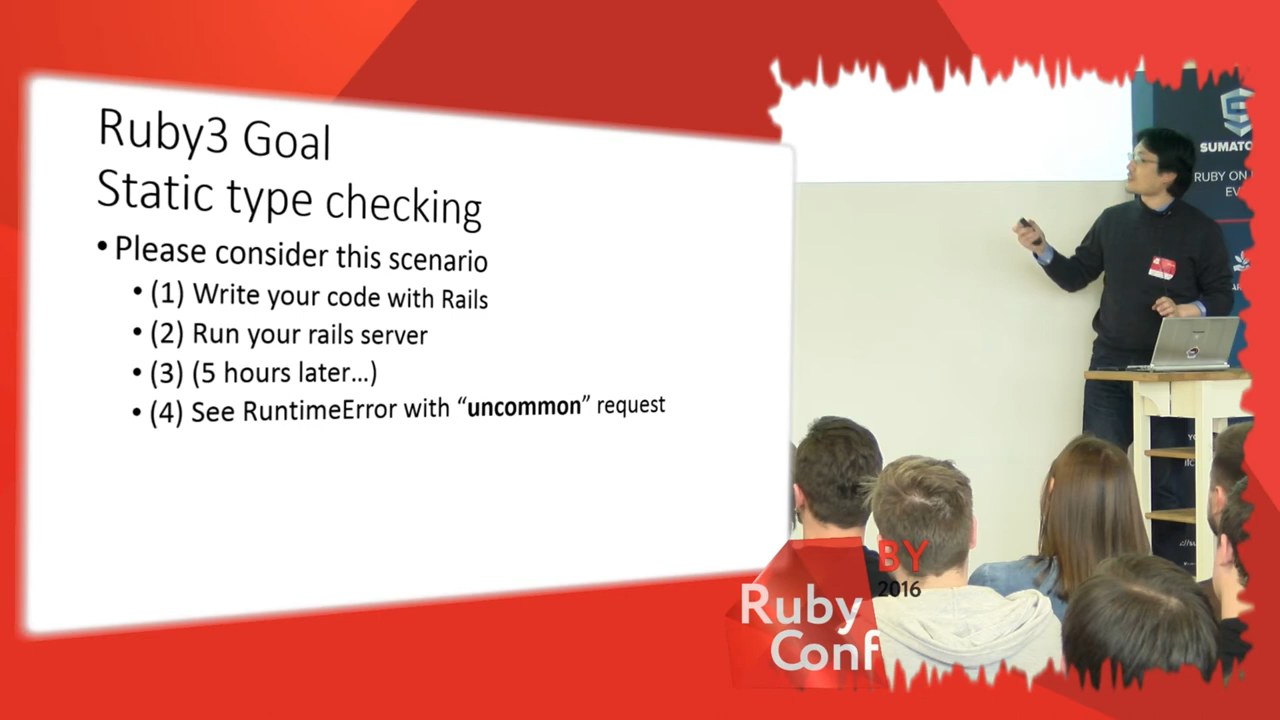 Ruby3 Goal
Static type checking
• Please consider this scenario
• (1) Write your code with Rails
• (2) Run your rails server
• (3) (5 hours later…)
• (4) See RuntimeError with “uncommon” request
RUBY ON
BY
2016
Ruby
Conf